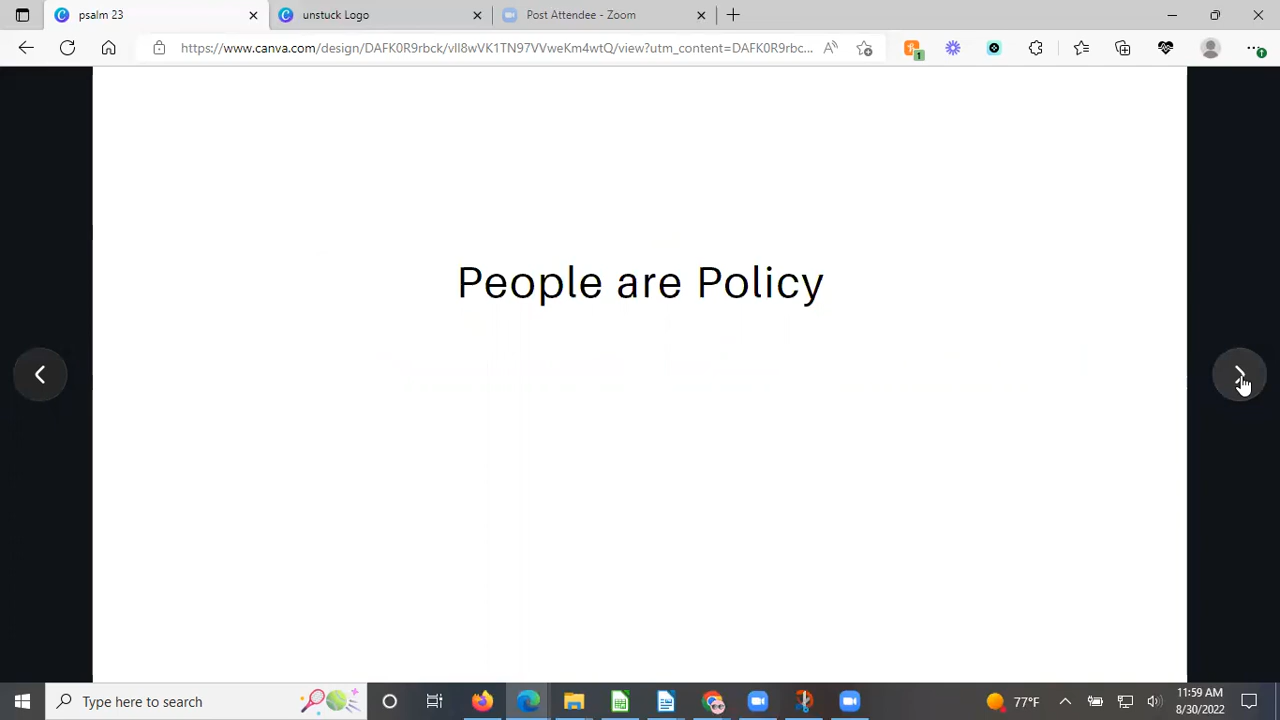 psalm 23
unstuck Logo
Post Attendee - Zoom
https://www.canva.com/design/DAFK0R9rbck/vlI8wVK1TN97VVweKm4wtQ/view?utm_content=DAFK0R9rbc...
1
People are Policy
Type here to search
77°F
11:59 AM
8/30/2022